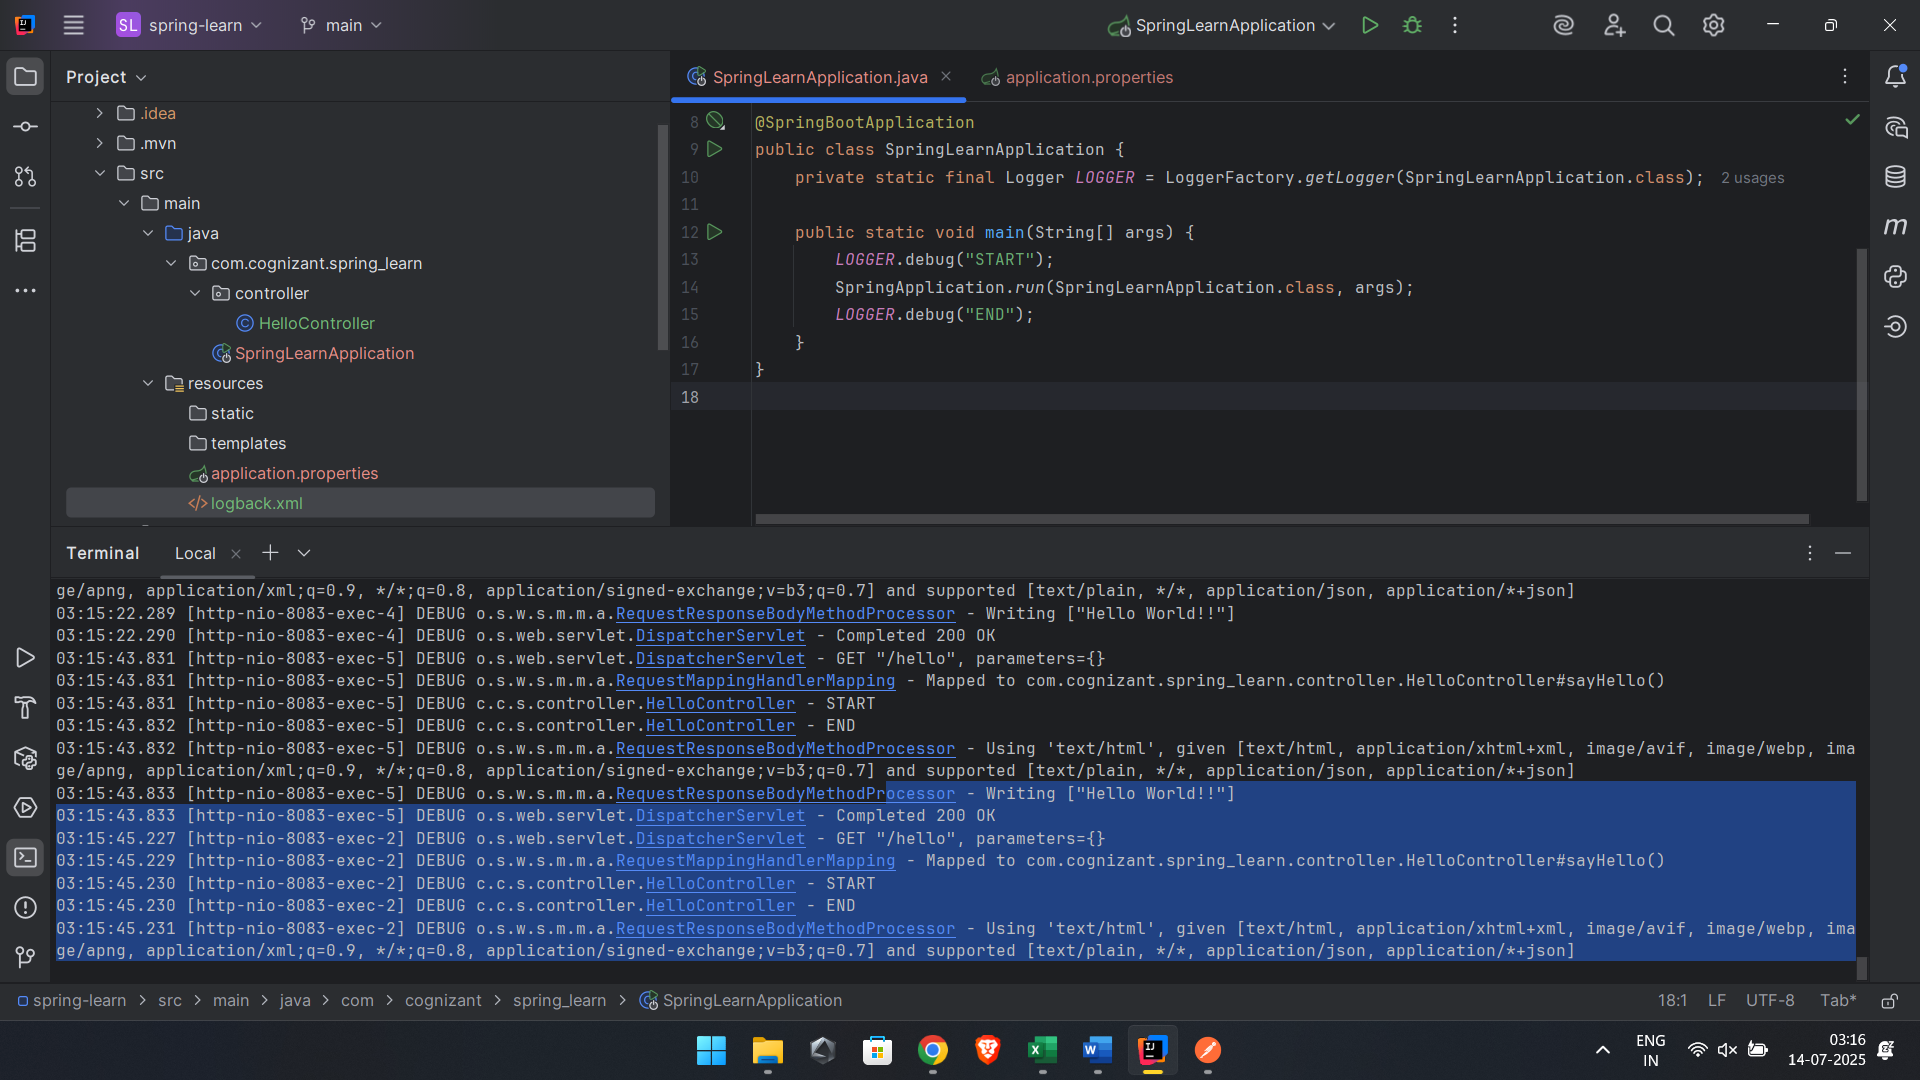 SL spring-learn main SpringLearnApplication
Project
.idea
.mvn
src
main
java
com.cognizant.spring_learn
controller
HelloController
SpringLearnApplication
resources
static
templates
application.properties
logback.xml
SpringLearnApplication.java application.properties
8 @SpringBootApplication
9 public class SpringLearnApplication {
10 private static final Logger LOGGER = LoggerFactory.getLogger(SpringLearnApplication.class); 2 usages
11
12 public static void main(String[] args) {
13 LOGGER.debug("START");
14 SpringApplication.run(SpringLearnApplication.class, args);
15 LOGGER.debug("END");
16 }
17 }
18
Terminal Local
ge/apng, application/xml;q=0.9, */*;q=0.8, application/signed-exchange;v=b3;q=0.7] and supported [text/plain, */*, application/json, application/*+json]
03:15:22.289 [http-nio-8083-exec-4] DEBUG o.s.w.s.m.m.a.RequestResponseBodyMethodProcessor - Writing ["Hello World!!"]
03:15:22.290 [http-nio-8083-exec-4] DEBUG o.s.web.servlet.DispatcherServlet - Completed 200 OK
03:15:43.831 [http-nio-8083-exec-5] DEBUG o.s.web.servlet.DispatcherServlet - GET "/hello", parameters={}
03:15:43.831 [http-nio-8083-exec-5] DEBUG o.s.w.s.m.m.a.RequestMappingHandlerMapping - Mapped to com.cognizant.spring_learn.controller.HelloController#sayHello()
03:15:43.831 [http-nio-8083-exec-5] DEBUG c.c.s.controller.HelloController - START
03:15:43.832 [http-nio-8083-exec-5] DEBUG c.c.s.controller.HelloController - END
03:15:43.832 [http-nio-8083-exec-5] DEBUG o.s.w.s.m.m.a.RequestResponseBodyMethodProcessor - Using 'text/html', given [text/html, application/xhtml+xml, image/avif, image/webp, ima
ge/apng, application/xml;q=0.9, */*;q=0.8, application/signed-exchange;v=b3;q=0.7] and supported [text/plain, */*, application/json, application/*+json]
03:15:43.833 [http-nio-8083-exec-5] DEBUG o.s.w.s.m.m.a.RequestResponseBodyMethodProcessor - Writing ["Hello World!!"]
03:15:43.833 [http-nio-8083-exec-5] DEBUG o.s.web.servlet.DispatcherServlet - Completed 200 OK
03:15:45.227 [http-nio-8083-exec-2] DEBUG o.s.web.servlet.DispatcherServlet - GET "/hello", parameters={}
03:15:45.229 [http-nio-8083-exec-2] DEBUG o.s.w.s.m.m.a.RequestMappingHandlerMapping - Mapped to com.cognizant.spring_learn.controller.HelloController#sayHello()
03:15:45.230 [http-nio-8083-exec-2] DEBUG c.c.s.controller.HelloController - START
03:15:45.230 [http-nio-8083-exec-2] DEBUG c.c.s.controller.HelloController - END
03:15:45.231 [http-nio-8083-exec-2] DEBUG o.s.w.s.m.m.a.RequestResponseBodyMethodProcessor - Using 'text/html', given [text/html, application/xhtml+xml, image/avif, image/webp, ima
ge/apng, application/xml;q=0.9, */*;q=0.8, application/signed-exchange;v=b3;q=0.7] and supported [text/plain, */*, application/json, application/*+json]
spring-learn > src > main > java > com > cognizant > spring_learn > SpringLearnApplication 18:1 LF UTF-8 Tab*
ENG 03:16
IN 14-07-2025